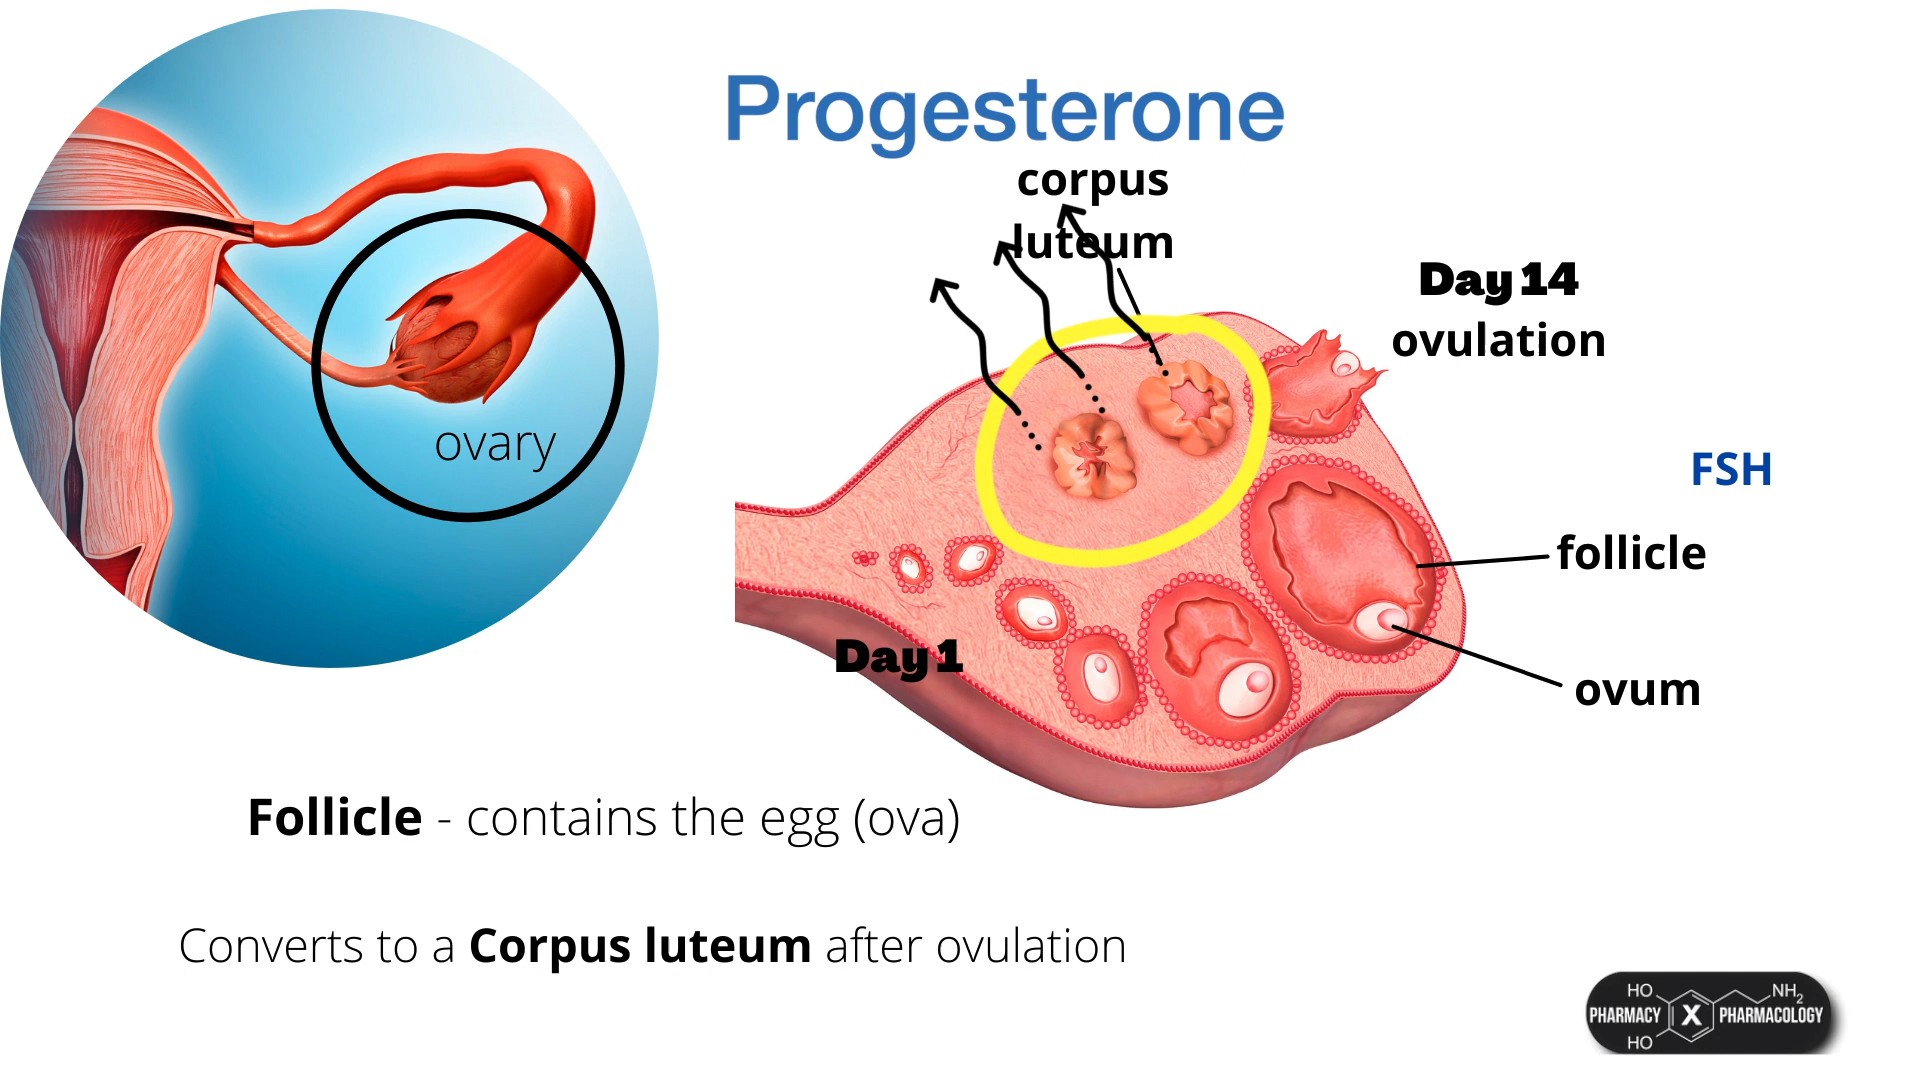 Progesterone
corpus
luteum
Day 14
ovulation
ovary
FSH
follicle
Day 1
ovum
Follicle - contains the egg (ova)
Converts to a Corpus luteum after ovulation
HO
NH2
PHARMACY X PHARMACOLOGY
HO